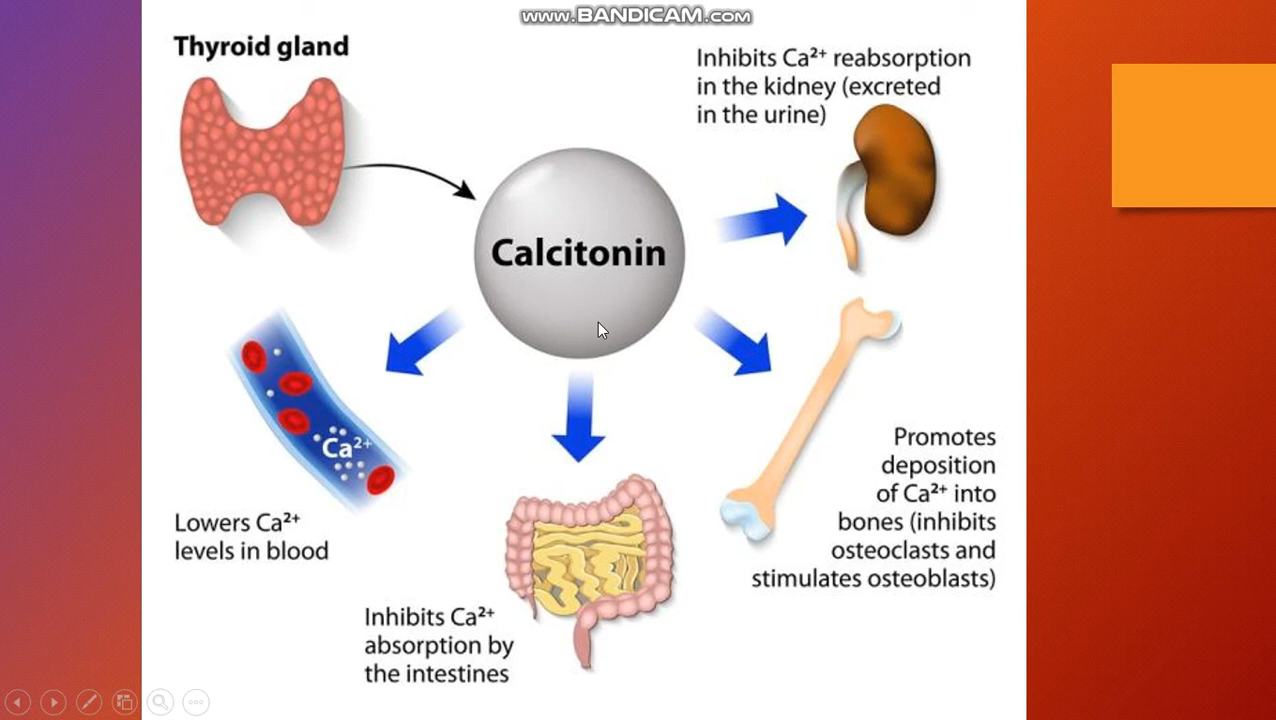 www.BANDICAM.com
Thyroid gland
Inhibits Ca²⁺ reabsorption
in the kidney (excreted
in the urine)
Calcitonin
Ca²⁺
Lowers Ca²⁺
levels in blood
Promotes
deposition
of Ca²⁺ into
bones (inhibits
osteoclasts and
stimulates osteoblasts)
Inhibits Ca²⁺
absorption by
the intestines